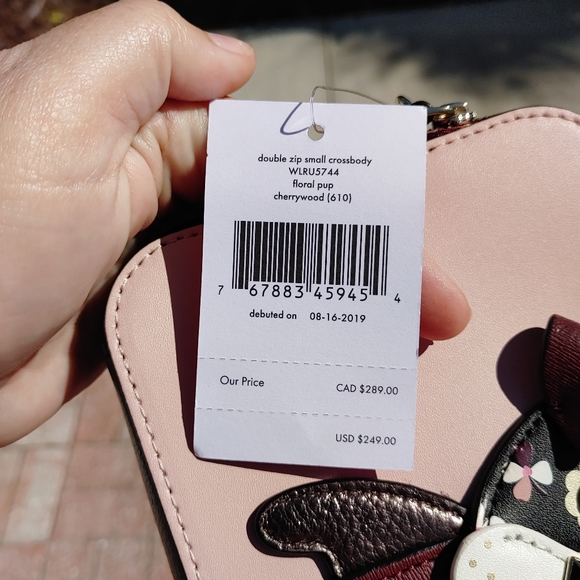 double zip small crossbody
WLRU5744
floral pup
cherrywood (610)
7 67883 45945 4
debuted on 08-16-2019
Our Price CAD $289.00
USD $249.00